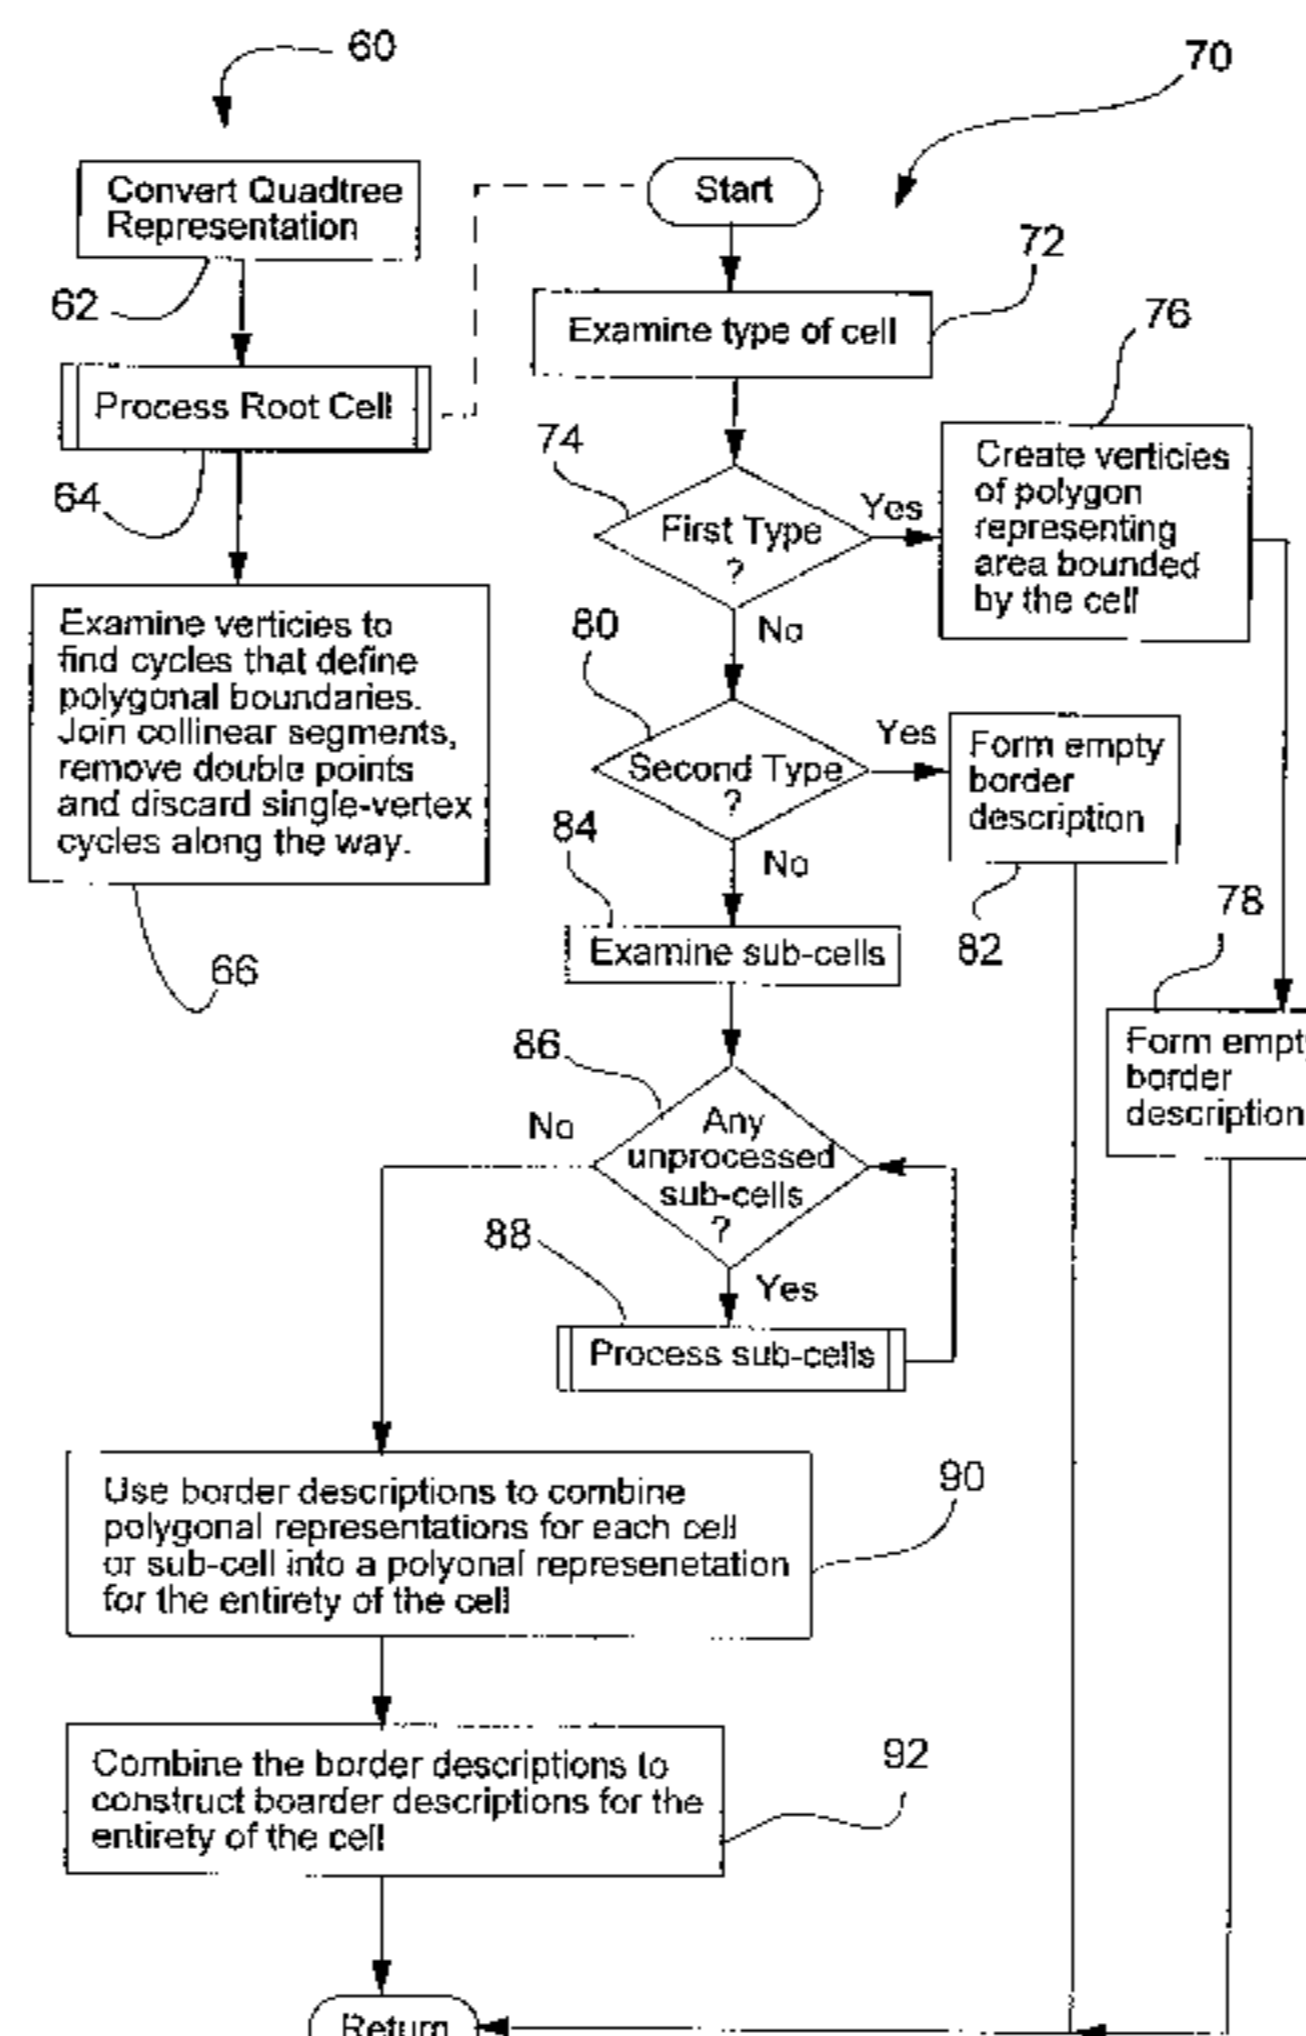 60
70
Convert Quadtree
Representation
Start
62
72
Examine type of cell
76
Process Root Cell
64
74
Create verticies
of polygon
representing
area bounded
by the cell
Yes
First Type
?
No
Examine verticies to
find cycles that define
polygonal boundaries.
Join collinear segments,
remove double points
and discard single-vertex
cycles along the way.
66
80
Yes
Second Type
?
No
Form empty
border
description
82
84
Examine sub-cells
78
Form empty
border
description
86
No
Any
unprocessed
sub-cells
?
88
Yes
Process sub-cells
Use border descriptions to combine
polygonal representations for each cell
or sub-cell into a polyonal represenetation
for the entirety of the cell
90
Combine the border descriptions to
construct boarder descriptions for the
entirety of the cell
92
Return